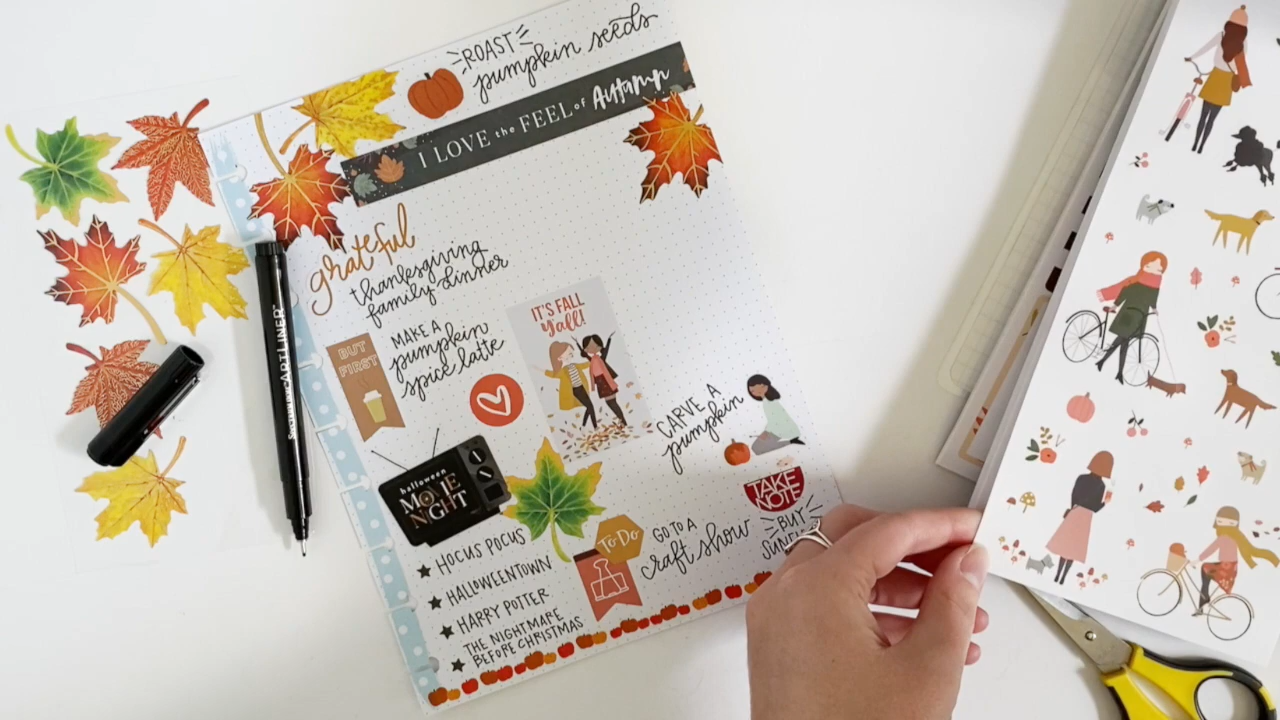 ROAST
pumpkin seeds
I LOVE the FEEL of Autumn
grateful
thanksgiving
family dinner
BUT
FIRST
MAKE A
pumpkin
spice latte
IT'S FALL
y'all!
CARVE A
pumpkin
halloween
MOVIE
NIGHT
TAKE
NOTE
BUY
TO DO
GO TO A
craft show
HOCUS POCUS
HALLOWEENTOWN
HARRY POTTER
THE NIGHTMARE
BEFORE CHRISTMAS
ARTLINER